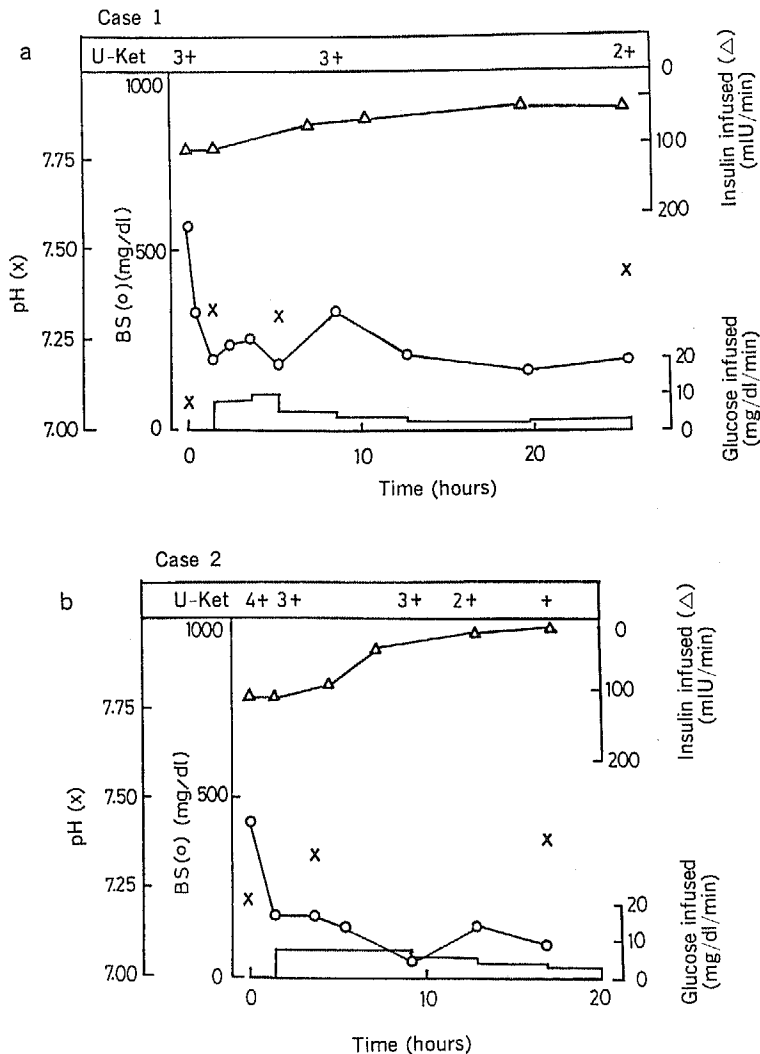 Case 1
a
U-Ket 3+ 3+ 2+
1000
500
0
BS(o)(mg/dl)
7.75
7.50
7.25
7.00
pH (x)
0
100
200
Insulin infused (△)
(mIU/min)
20
10
0
Glucose infused
(mg/dl/min)
0 10 20
Time (hours)
Case 2
b
U-Ket 4+ 3+ 3+ 2+ +
1000
500
0
BS(o) (mg/dl)
7.75
7.50
7.25
7.00
pH (x)
0
100
200
Insulin infused (△)
(mIU/min)
20
10
0
Glucose infused
(mg/dl/min)
0 10 20
Time (hours)